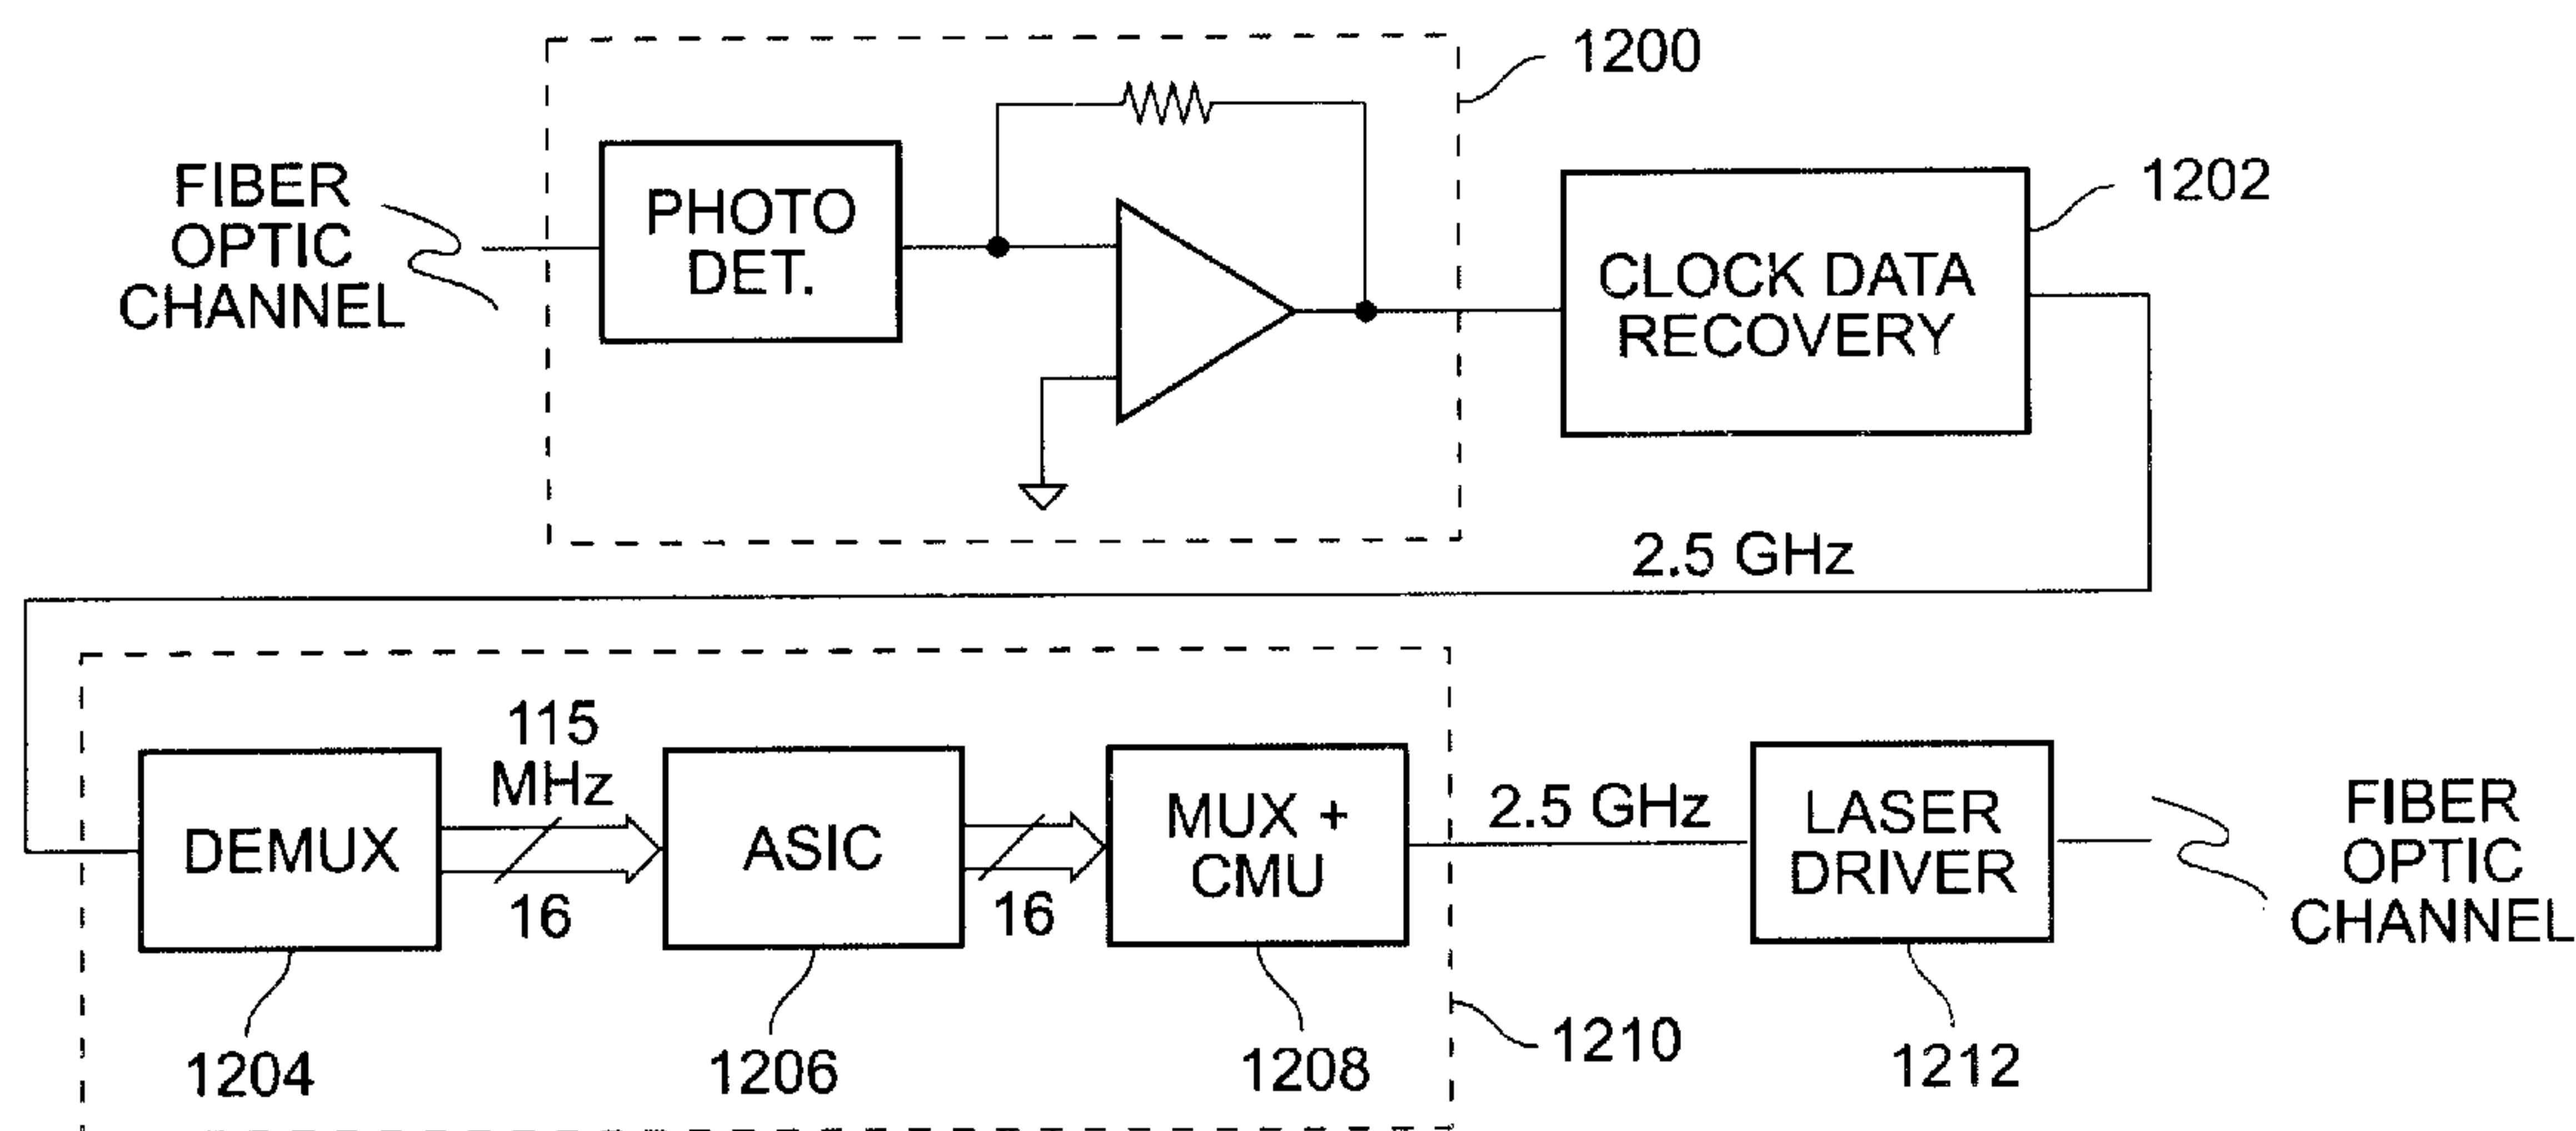 1200
FIBER
OPTIC
CHANNEL
PHOTO
DET.
1202
CLOCK DATA
RECOVERY
2.5 GHz
115
MHz
16
DEMUX
ASIC
16
MUX +
CMU
2.5 GHz
LASER
DRIVER
FIBER
OPTIC
CHANNEL
1204
1206
1208
1210
1212